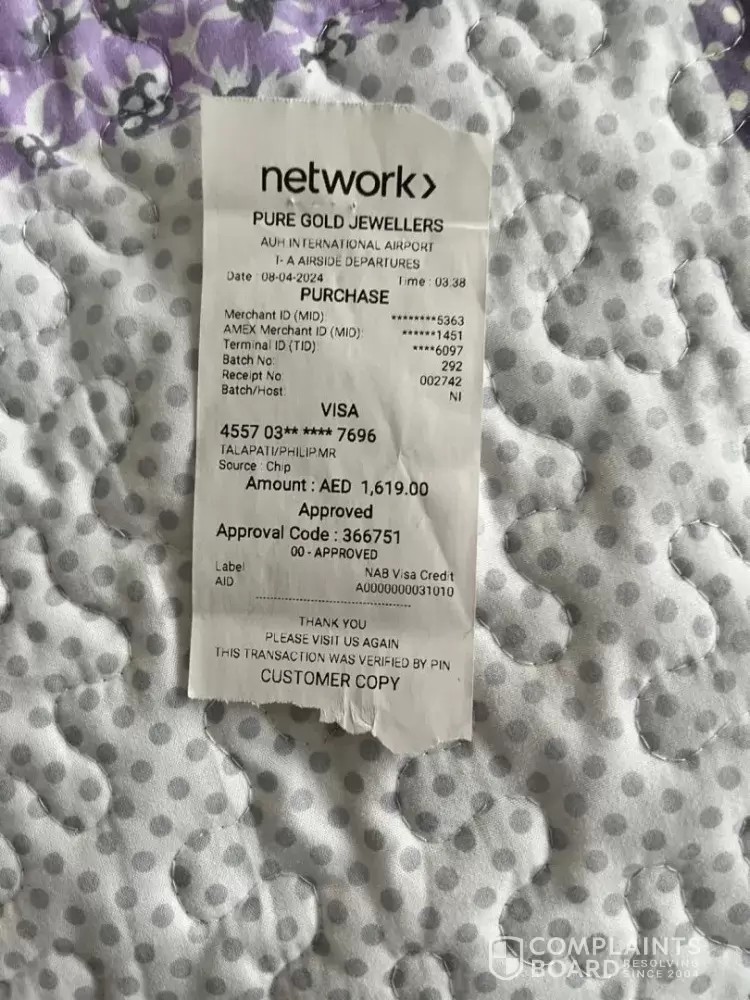 network>
PURE GOLD JEWELLERS
AUH INTERNATIONAL AIRPORT
T- A AIRSIDE DEPARTURES
Date : 08-04-2024 Time : 03:38
PURCHASE
Merchant ID (MID): ********5363
AMEX Merchant ID (MID): ******1451
Terminal ID (TID): ****6097
Batch No: 292
Receipt No: 002742
Batch/Host: NI
VISA
4557 03** **** 7696
TALAPATI/PHILIP.MR
Source : Chip
Amount : AED 1,619.00
Approved
Approval Code : 366751
00 - APPROVED
Label NAB Visa Credit
AID A0000000031010
THANK YOU
PLEASE VISIT US AGAIN
THIS TRANSACTION WAS VERIFIED BY PIN
CUSTOMER COPY
COMPLAINTS
BOARD RESOLVING
SINCE 2004